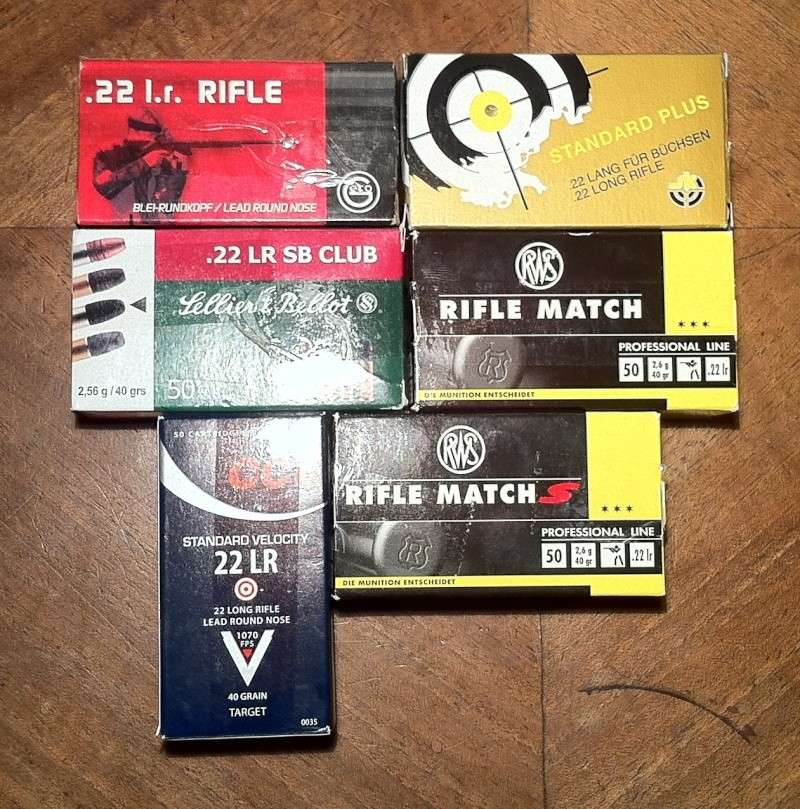 .22 l.r. RIFLE
BLEI-RUNDKOPF / LEAD ROUND NOSE
Geco
STANDARD PLUS
22 LANG FÜR BÜCHSEN
22 LONG RIFLE
.22 LR SB CLUB
Sellier & Bellot
2,56 g / 40 grs
50
RWS
RIFLE MATCH
PROFESSIONAL LINE
50 2,6 g 40 gr .22 lr
DIE MUNITION ENTSCHEIDET
50 CARTRIDGES
CCI
STANDARD VELOCITY
22 LR
22 LONG RIFLE
LEAD ROUND NOSE
1070
FPS
40 GRAIN
TARGET
0035
RWS
RIFLE MATCH S
PROFESSIONAL LINE
50 2,6 g 40 gr .22 lr
DIE MUNITION ENTSCHEIDET